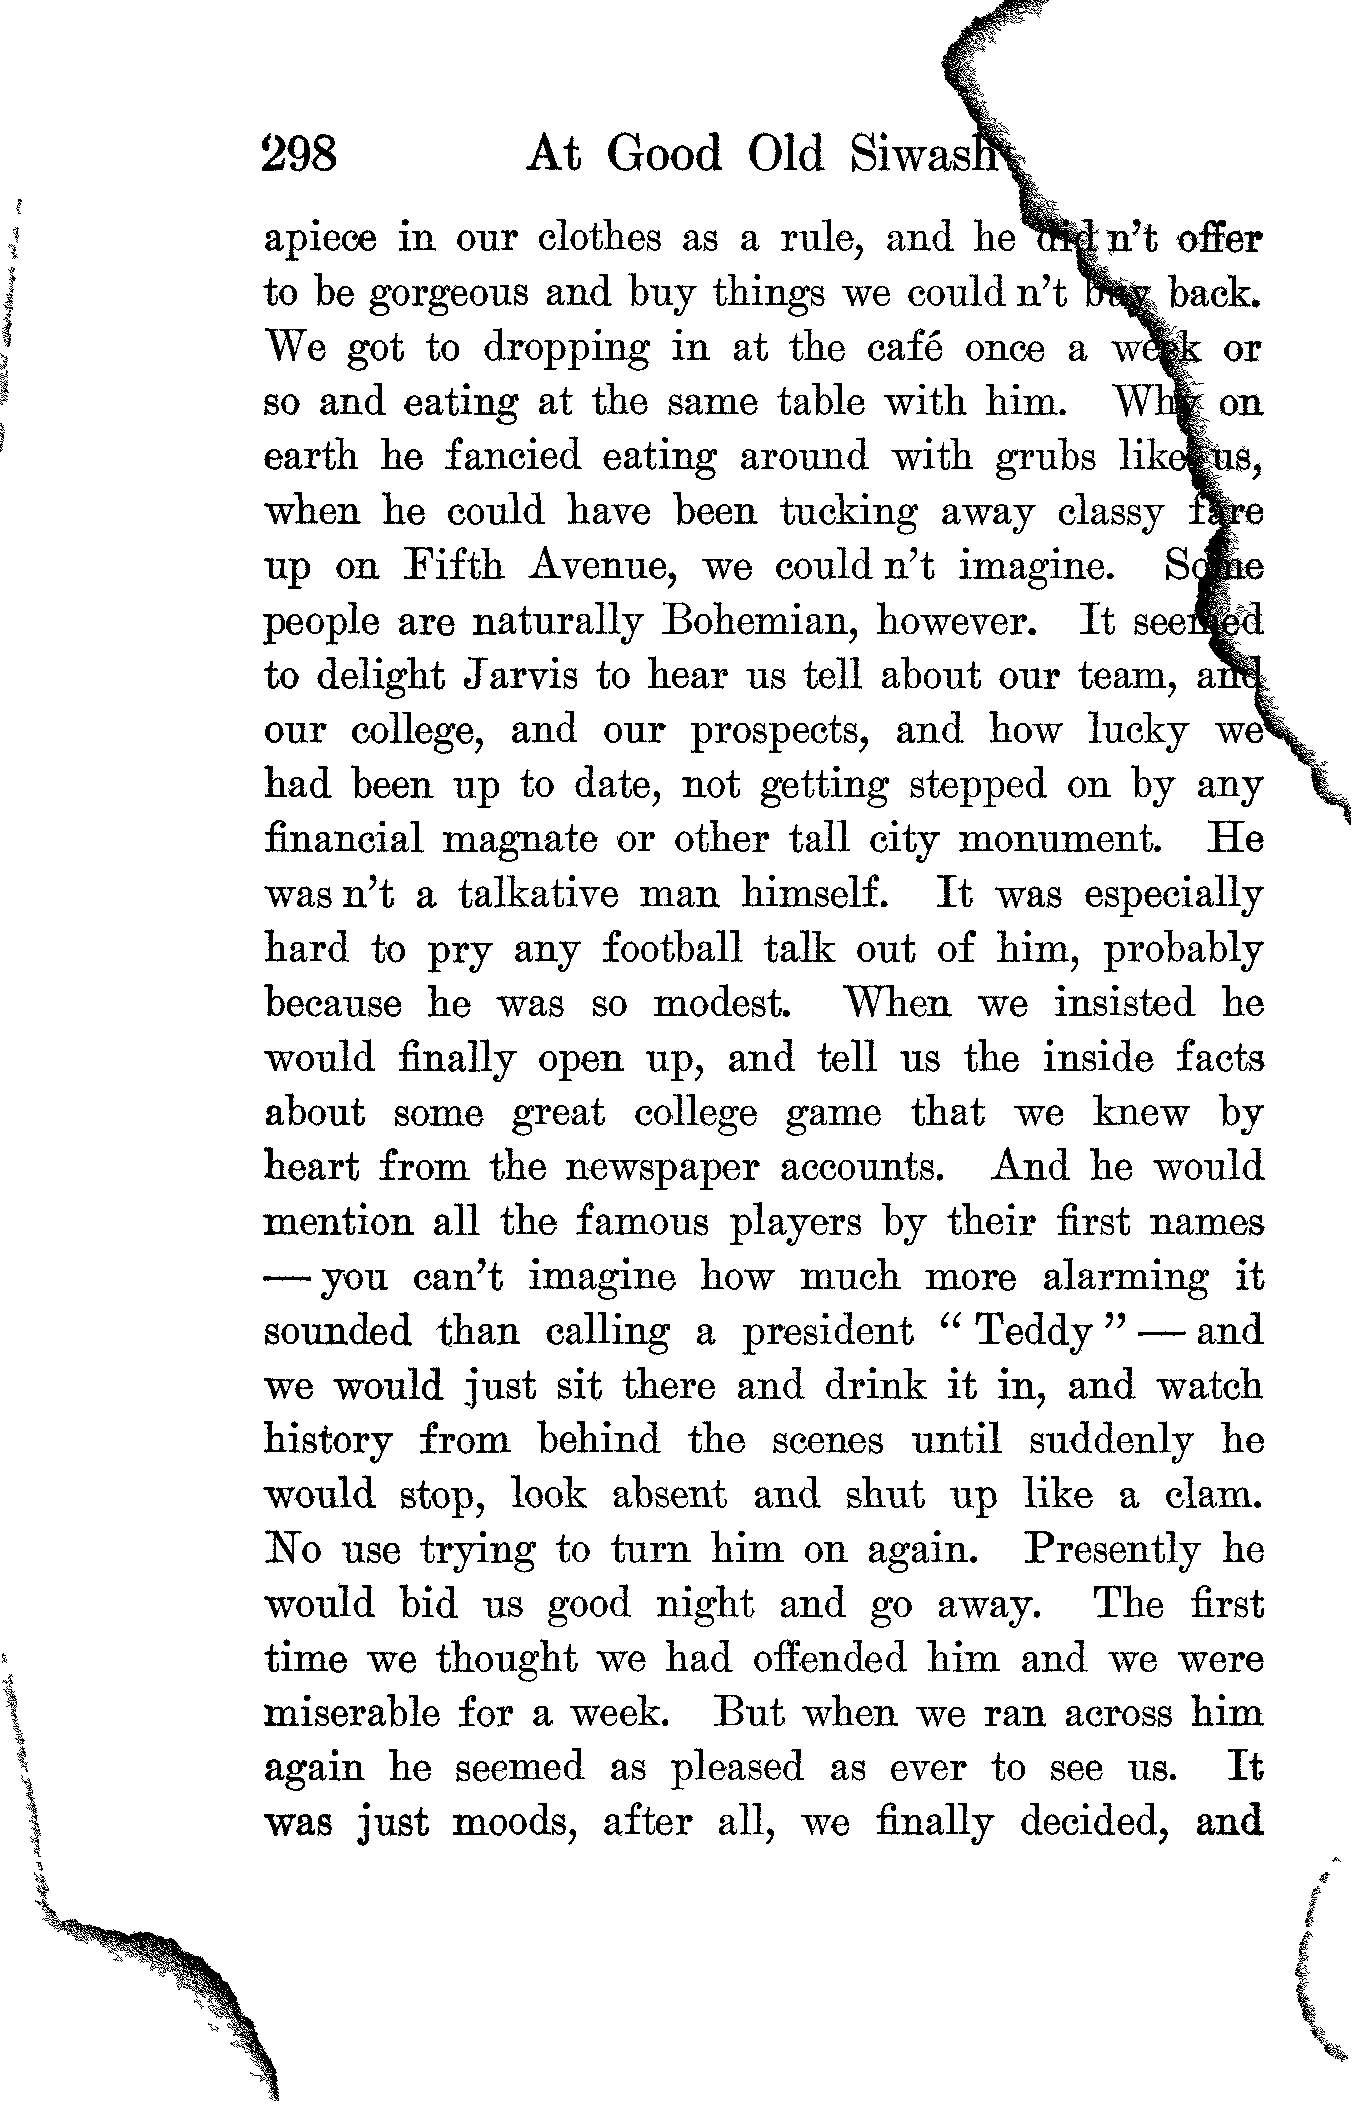 298 At Good Old Siwash
apiece in our clothes as a rule, and he did n't offer
to be gorgeous and buy things we could n't buy back.
We got to dropping in at the café once a week or
so and eating at the same table with him. Why on
earth he fancied eating around with grubs like us,
when he could have been tucking away classy fare
up on Fifth Avenue, we could n't imagine. Some
people are naturally Bohemian, however. It seemed
to delight Jarvis to hear us tell about our team, and
our college, and our prospects, and how lucky we
had been up to date, not getting stepped on by any
financial magnate or other tall city monument. He
was n't a talkative man himself. It was especially
hard to pry any football talk out of him, probably
because he was so modest. When we insisted he
would finally open up, and tell us the inside facts
about some great college game that we knew by
heart from the newspaper accounts. And he would
mention all the famous players by their first names
— you can't imagine how much more alarming it
sounded than calling a president " Teddy " — and
we would just sit there and drink it in, and watch
history from behind the scenes until suddenly he
would stop, look absent and shut up like a clam.
No use trying to turn him on again. Presently he
would bid us good night and go away. The first
time we thought we had offended him and we were
miserable for a week. But when we ran across him
again he seemed as pleased as ever to see us. It
was just moods, after all, we finally decided, and